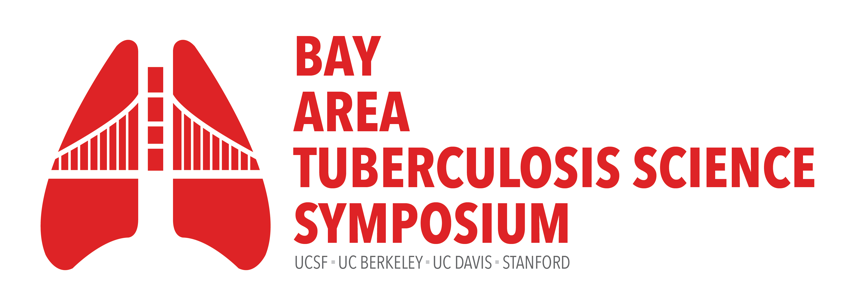 BAY
AREA
TUBERCULOSIS SCIENCE
SYMPOSIUM
UCSF ▪ UC BERKELEY ▪ UC DAVIS ▪ STANFORD